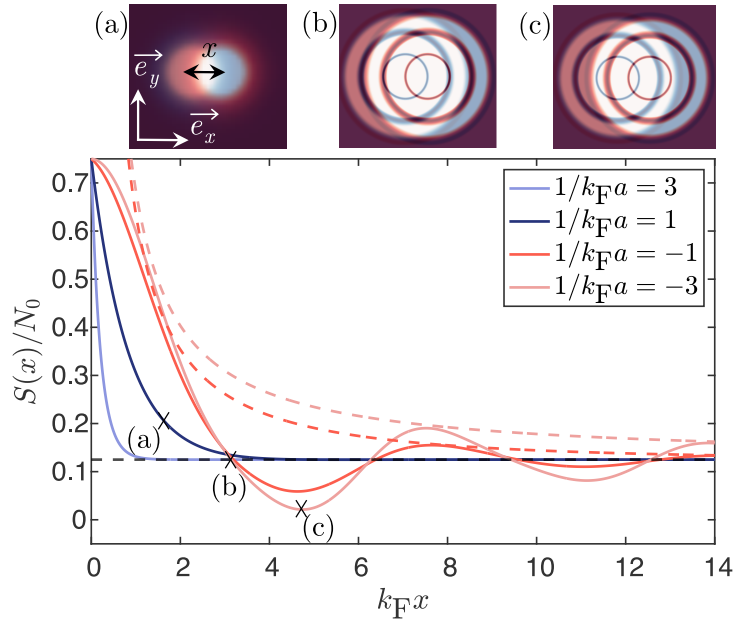 (a)
(b)
(c)
x
e_y
e_x
S(x)/N_0
0.7
0.6
0.5
0.4
0.3
0.2
0.1
0
1/k_F a = 3
1/k_F a = 1
1/k_F a = −1
1/k_F a = −3
(a)
(b)
(c)
0 2 4 6 8 10 12 14
k_F x